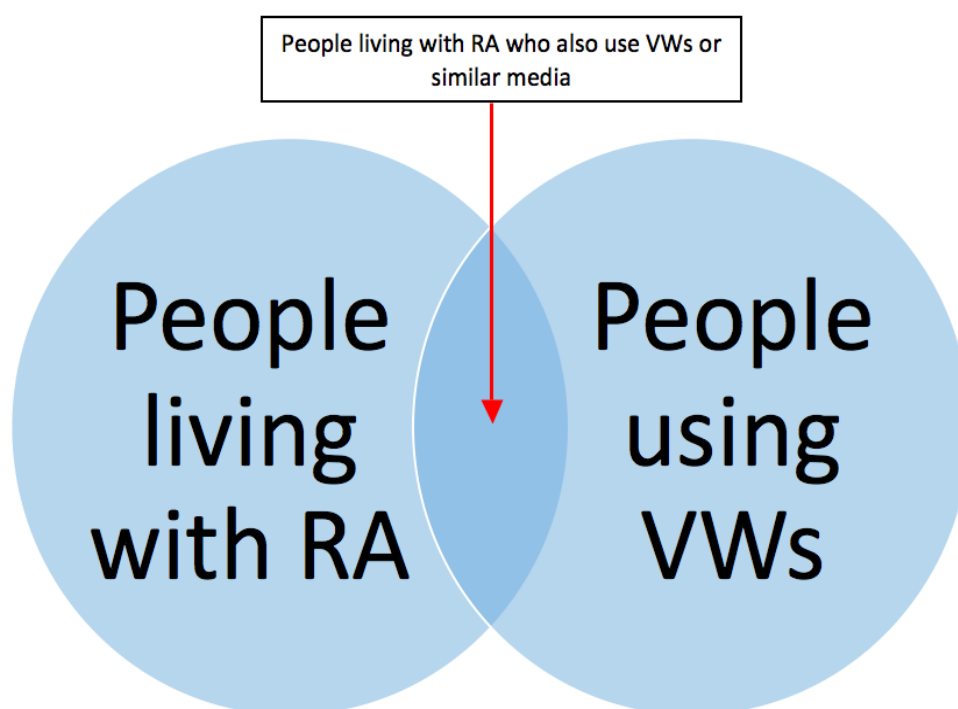 People living with RA who also use VWs or
similar media
People
living
with RA
People
using
VWs